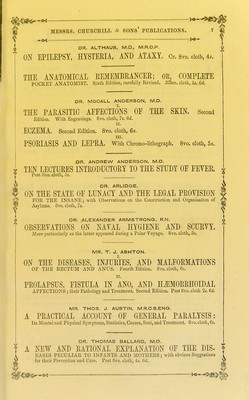 MESSRS. CHURCHILL & SONS' PUBLICATIONS. 7
DR. ALTHAUS, M.D., M.R.C.P.
ON EPILEPSY, HYSTERIA, AND ATAXY. Cr. 8vo. cloth, 4s.
THE ANATOMICAL REMEMBRANCER; OR, COMPLETE
POCKET ANATOMIST. Sixth Edition, carefully Revised. 32mo. cloth, 3s. 6d.
DR. MCCALL ANDERSON, M.D.
I.
THE PARASITIC AFFECTIONS OF THE SKIN. Second
Edition. With Engravings. 8vo. cloth, 7s. 6d.
II.
ECZEMA. Second Edition. 8vo. cloth, 6s.
III.
PSORIASIS AND LEPRA. With Chromo-lithograph. 8vo. cloth, 5s.
DR. ANDREW ANDERSON, M.D.
TEN LECTURES INTRODUCTORY TO THE STUDY OF FEVER.
Post 8vo. cloth, 5s.
DR. ARLIDGE.
ON THE STATE OF LUNACY AND THE LEGAL PROVISION
FOR THE INSANE; with Observations on the Construction and Organisation of
Asylums. 8vo. cloth, 7s.
DR. ALEXANDER ARMSTRONG, R.N.
OBSERVATIONS ON NAVAL HYGIENE AND SCURVY.
More particularly as the latter appeared during a Polar Voyage. 8vo. cloth, 5s.
MR. T. J. ASHTON.
I.
ON THE DISEASES, INJURIES, AND MALFORMATIONS
OF THE RECTUM AND ANUS. Fourth Edition. 8vo. cloth, 8s.
II.
PROLAPSUS, FISTULA IN ANO, AND HÆMORRHOIDAL
AFFECTIONS; their Pathology and Treatment. Second Edition. Post 8vo. cloth 2s. 6d.
MR. THOS. J. AUSTIN, M.R.C.S.ENG.
A PRACTICAL ACCOUNT OF GENERAL PARALYSIS:
Its Mental and Physical Symptoms, Statistics, Causes, Seat, and Treatment. 8vo. cloth, 6s.
DR. THOMAS BALLARD, M.D.
A NEW AND RATIONAL EXPLANATION OF THE DIS-
EASES PECULIAR TO INFANTS AND MOTHERS; with obvious Suggestions
for their Prevention and Cure. Post 8vo. cloth, 4s. 6d.